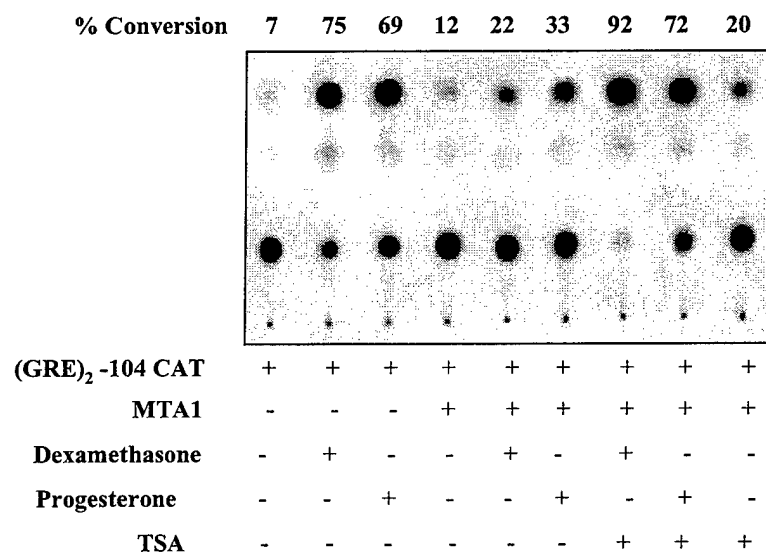 % Conversion 7 75 69 12 22 33 92 72 20
(GRE)₂ -104 CAT + + + + + + + + +
MTA1 - - - + + + + + +
Dexamethasone - + - - + - + - -
Progesterone - - + - - + - + -
TSA - - - - - - + + +